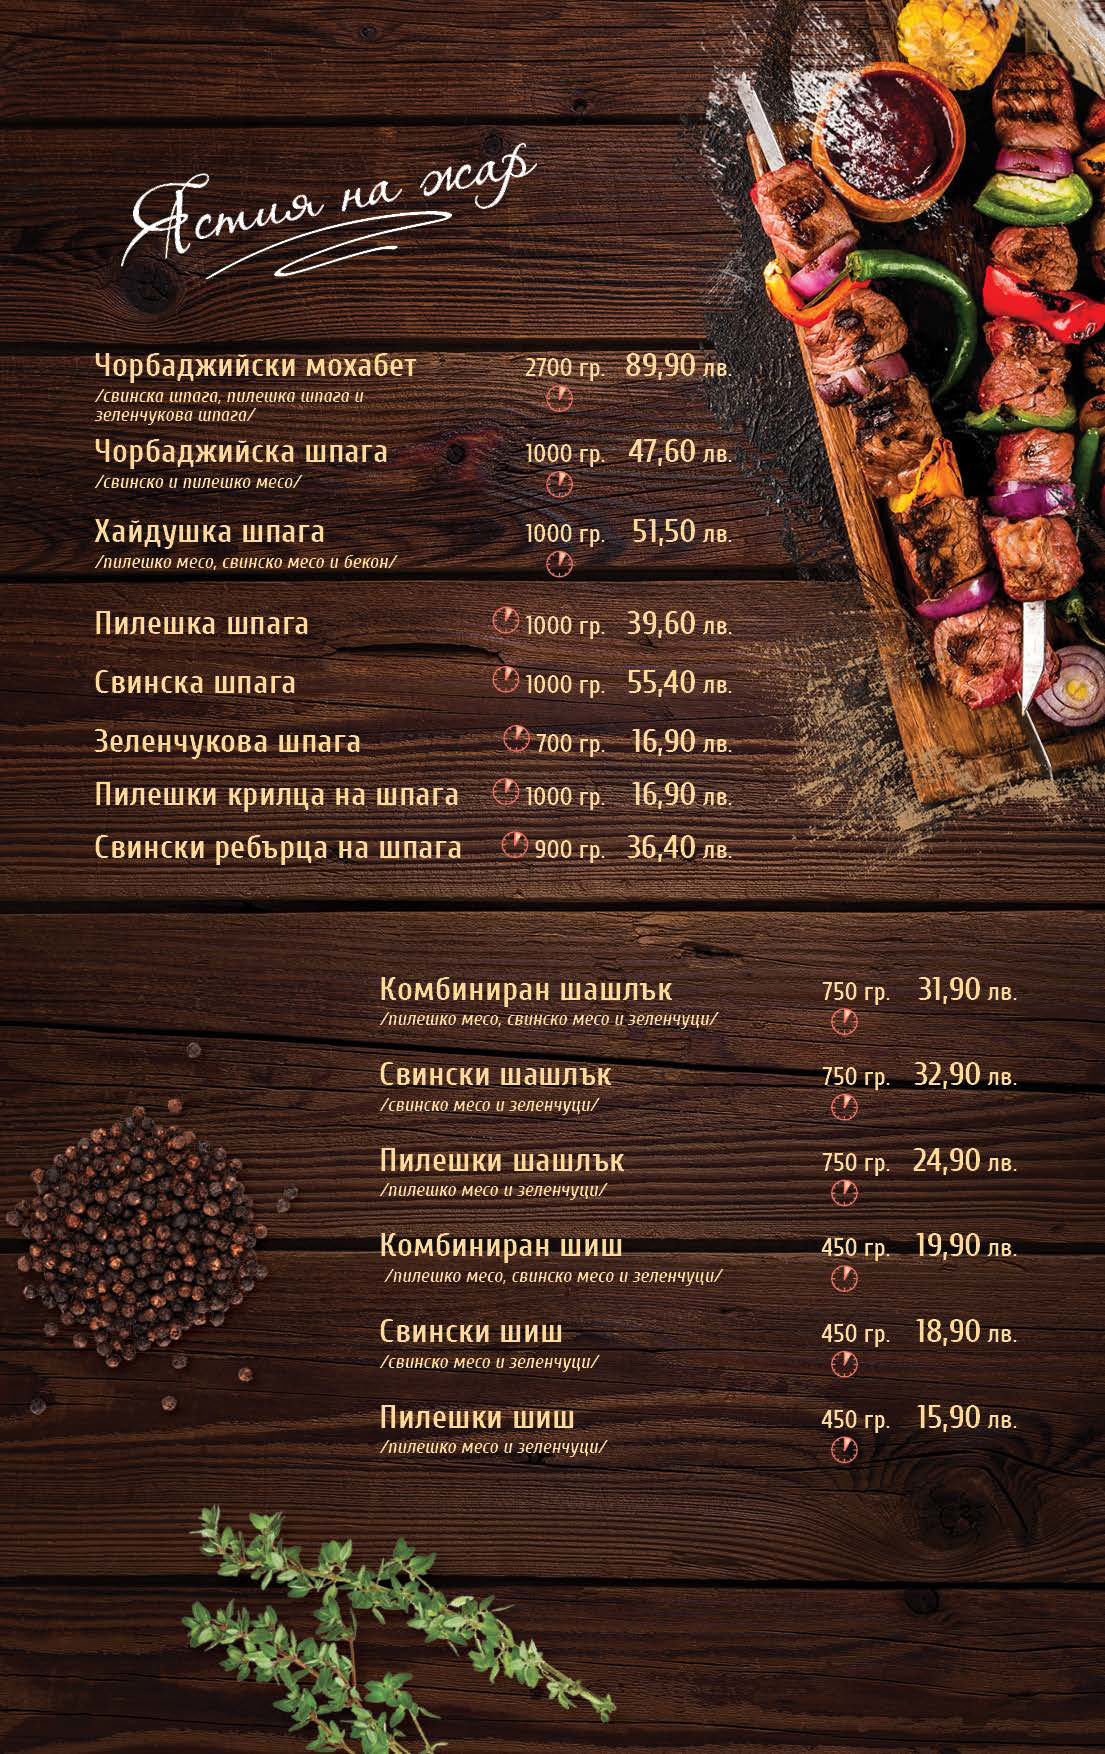 Ястия на жар
Чорбаджийски мохабет 2700 гр. 89,90 лв.
/свинска шпага, пилешка шпага и
зеленчукова шпага/
Чорбаджийска шпага 1000 гр. 47,60 лв.
/свинско и пилешко месо/
Хайдушка шпага 1000 гр. 51,50 лв.
/пилешко месо, свинско месо и бекон/
Пилешка шпага 1000 гр. 39,60 лв.
Свинска шпага 1000 гр. 55,40 лв.
Зеленчукова шпага 700 гр. 16,90 лв.
Пилешки крилца на шпага 1000 гр. 16,90 лв.
Свински ребърца на шпага 900 гр. 36,40 лв.
Комбиниран шашлък 750 гр. 31,90 лв.
/пилешко месо, свинско месо и зеленчуци/
Свински шашлък 750 гр. 32,90 лв.
/свинско месо и зеленчуци/
Пилешки шашлък 750 гр. 24,90 лв.
/пилешко месо и зеленчуци/
Комбиниран шиш 450 гр. 19,90 лв.
/пилешко месо, свинско месо и зеленчуци/
Свински шиш 450 гр. 18,90 лв.
/свинско месо и зеленчуци/
Пилешки шиш 450 гр. 15,90 лв.
/пилешко месо и зеленчуци/